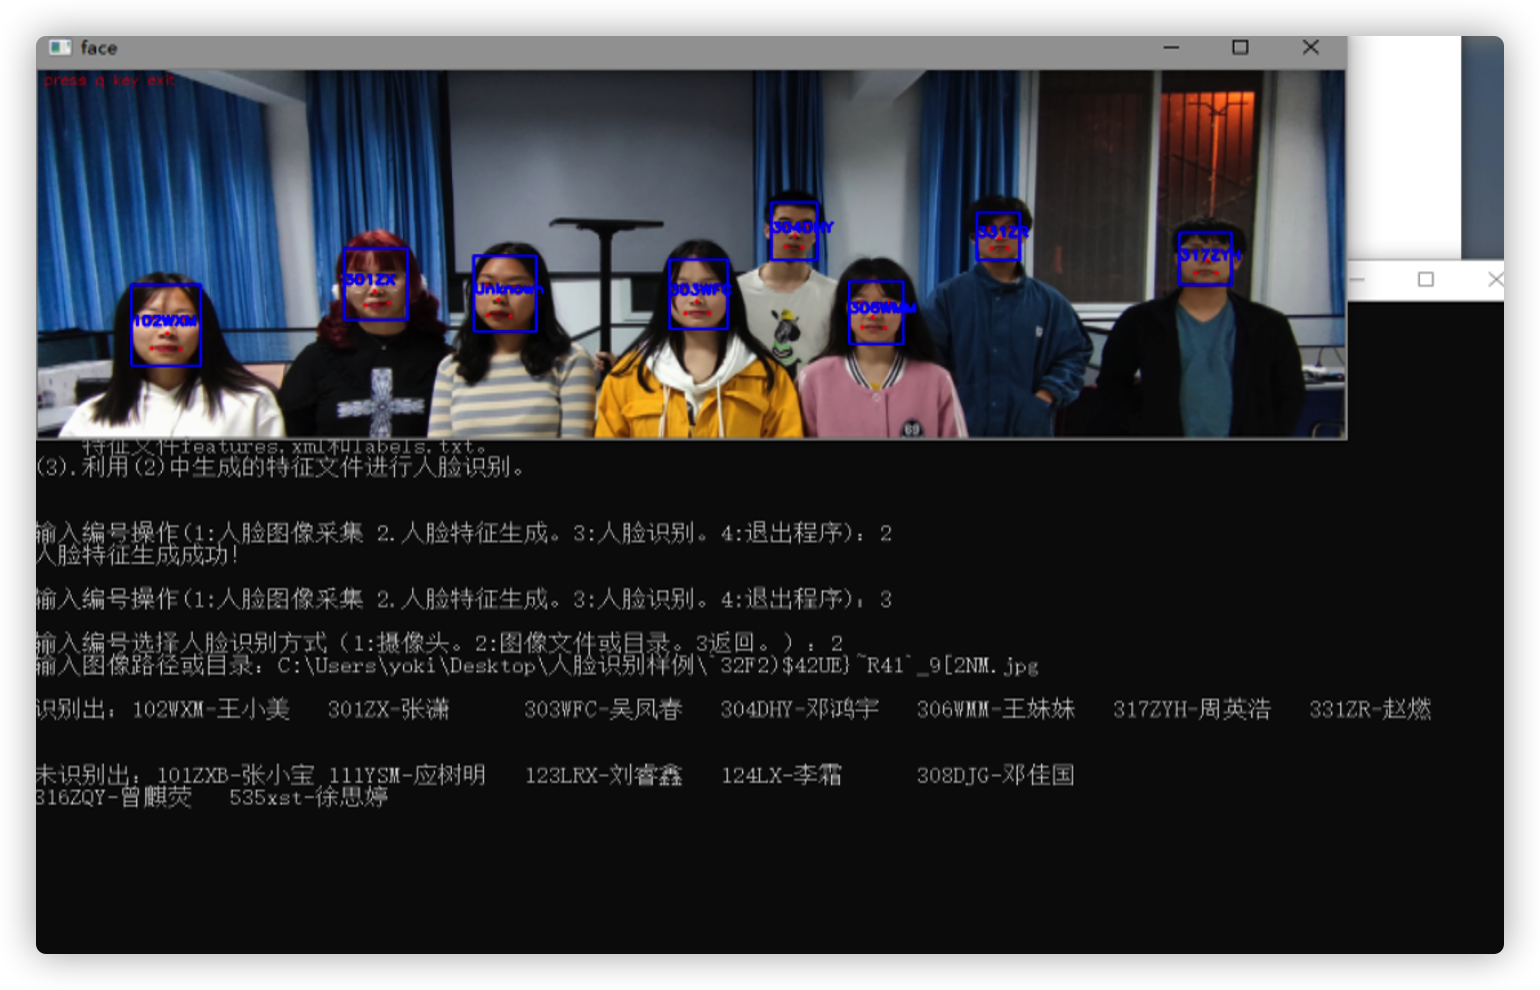 face
press q key exit
102WXM
301ZX
Unknown
303WFC
304DHY
306WMM
331ZR
317ZYH
69
特征文件features.xml和labels.txt。
(3).利用(2)中生成的特征文件进行人脸识别。
输入编号操作(1:人脸图像采集 2.人脸特征生成。3:人脸识别。4:退出程序): 2
人脸特征生成成功!
输入编号操作(1:人脸图像采集 2.人脸特征生成。3:人脸识别。4:退出程序): 3
输入编号选择人脸识别方式（1:摄像头。2:图像文件或目录。3返回。）: 2
输入图像路径或目录: C:\Users\yoki\Desktop\人脸识别样例\`32F2)$42UE}~R41`_9[2NM.jpg
识别出: 102WXM-王小美 301ZX-张潇 303WFC-吴凤春 304DHY-邓鸿宇 306WMM-王妹妹 317ZYH-周英浩 331ZR-赵燃
未识别出: 101ZXB-张小宝 111YSM-应树明 123LRX-刘睿鑫 124LX-李霜 308DJG-邓佳国
316ZQY-曾麒荧 535xst-徐思婷